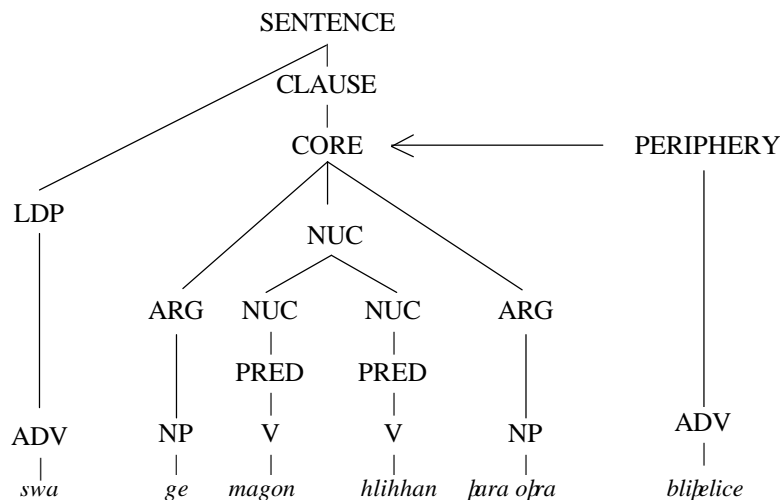 SENTENCE
CLAUSE
CORE PERIPHERY
LDP
NUC
ARG NUC NUC ARG
PRED PRED
ADV NP V V NP ADV
swa ge magon hlihhan þara oþra bliþelice